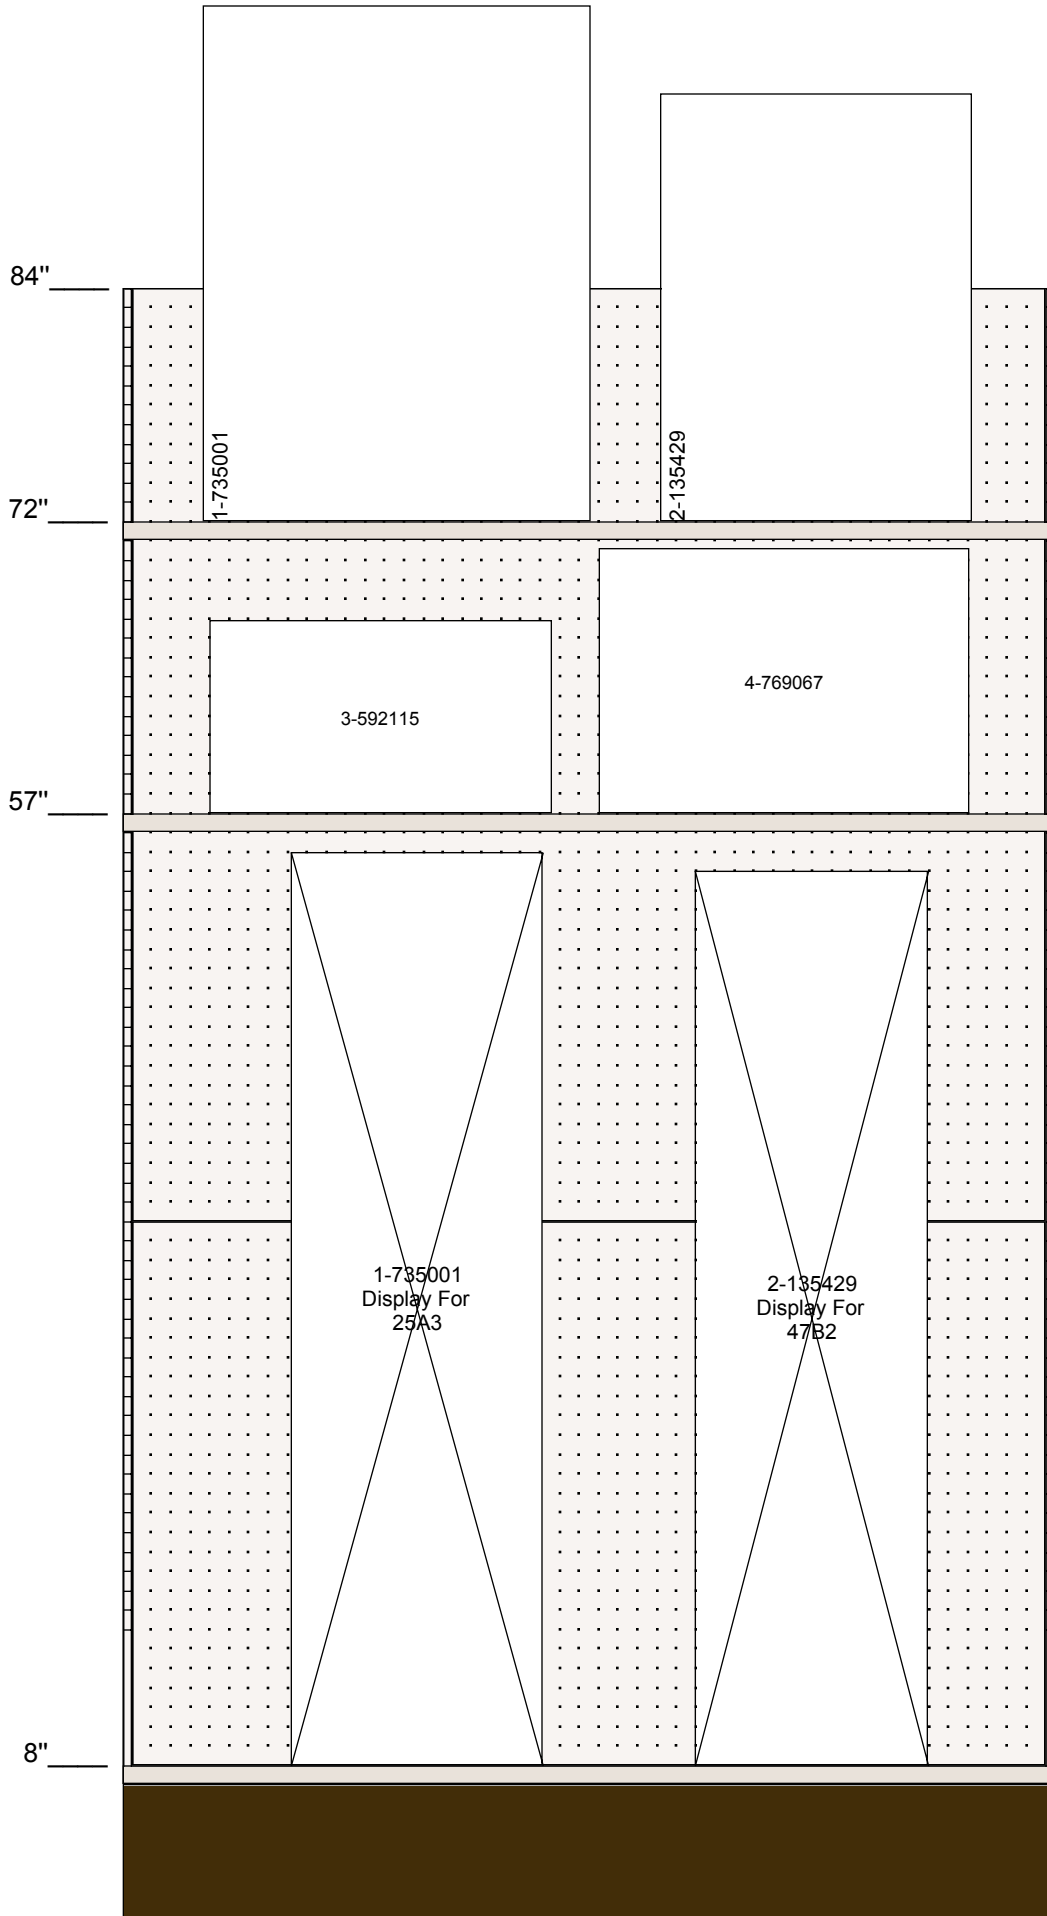 84"
1-735001
2-135429
72"
3-592115
4-769067
57"
1-735001
Display For
25A3
2-135429
Display For
47B2
8"